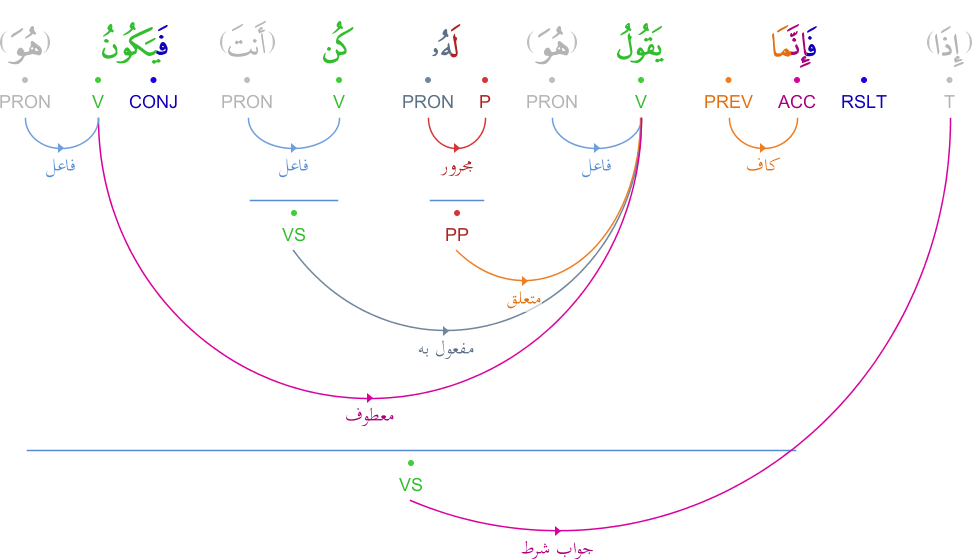 (إِذَا) فَإِنَّمَا يَقُولُ (هُوَ) لَهُۥ كُن (أَنتَ) فَيَكُونُ (هُوَ)
T RSLT ACC PREV V PRON P PRON V PRON CONJ V PRON
كاف فاعل مجرور فاعل فاعل
PP VS
متعلق
مفعول به
معطوف
VS
جواب شرط